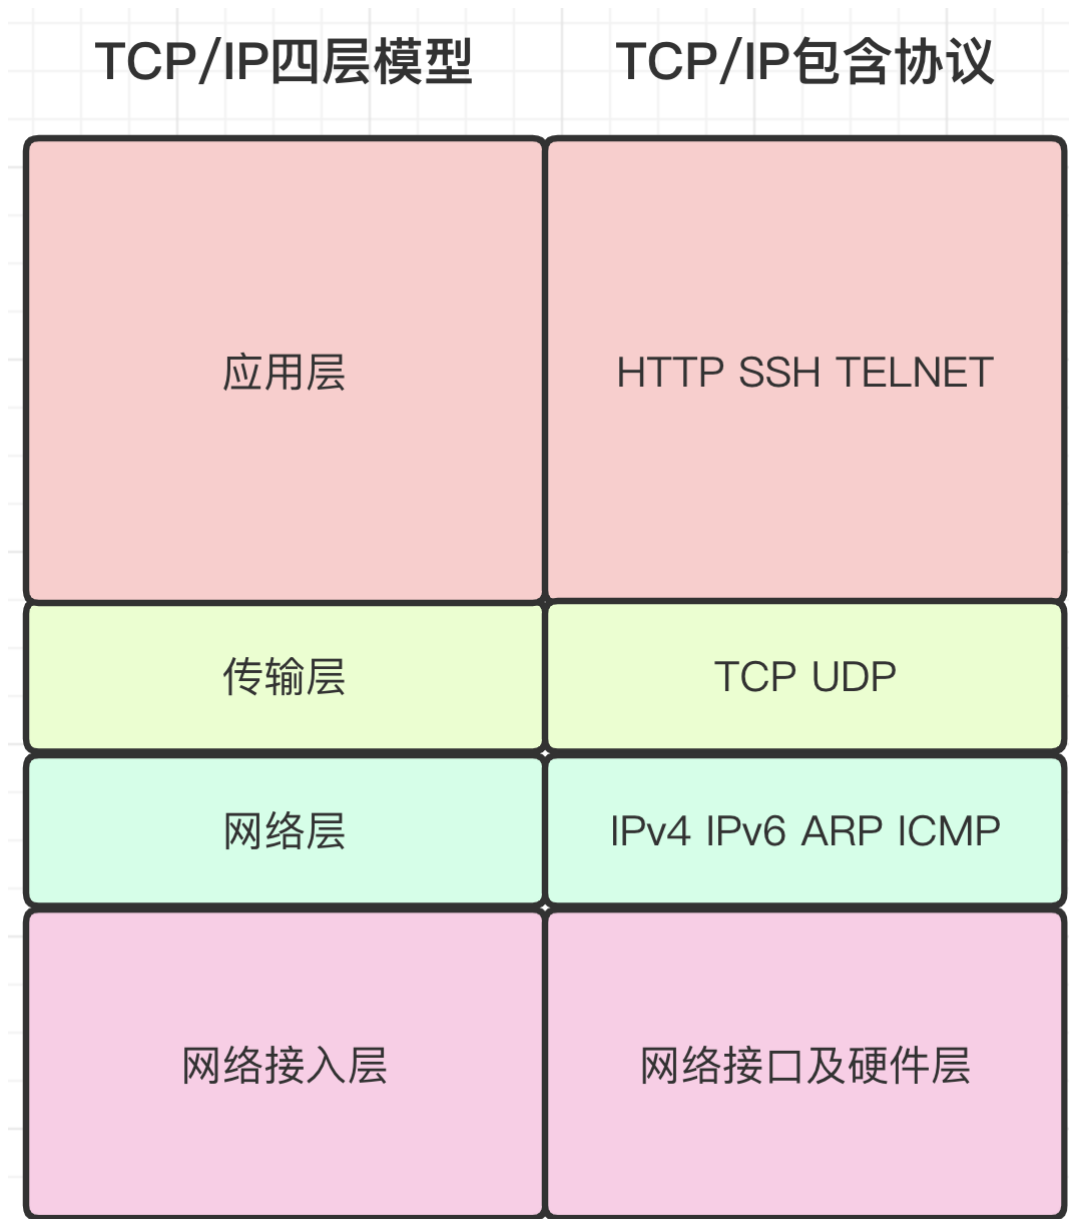 TCP/IP四层模型 TCP/IP包含协议
应用层 HTTP SSH TELNET
传输层 TCP UDP
网络层 IPv4 IPv6 ARP ICMP
网络接入层 网络接口及硬件层